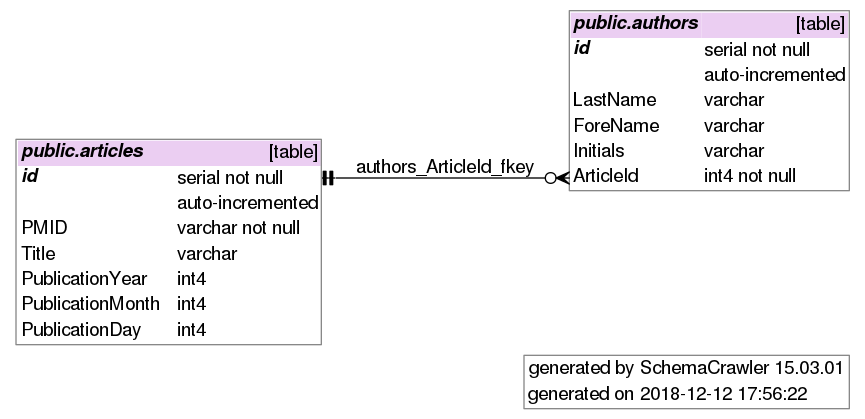 public.authors [table]
id serial not null
auto-incremented
LastName varchar
ForeName varchar
Initials varchar
ArticleId int4 not null
public.articles [table]
id serial not null
auto-incremented
PMID varchar not null
Title varchar
PublicationYear int4
PublicationMonth int4
PublicationDay int4
authors_ArticleId_fkey
generated by SchemaCrawler 15.03.01
generated on 2018-12-12 17:56:22